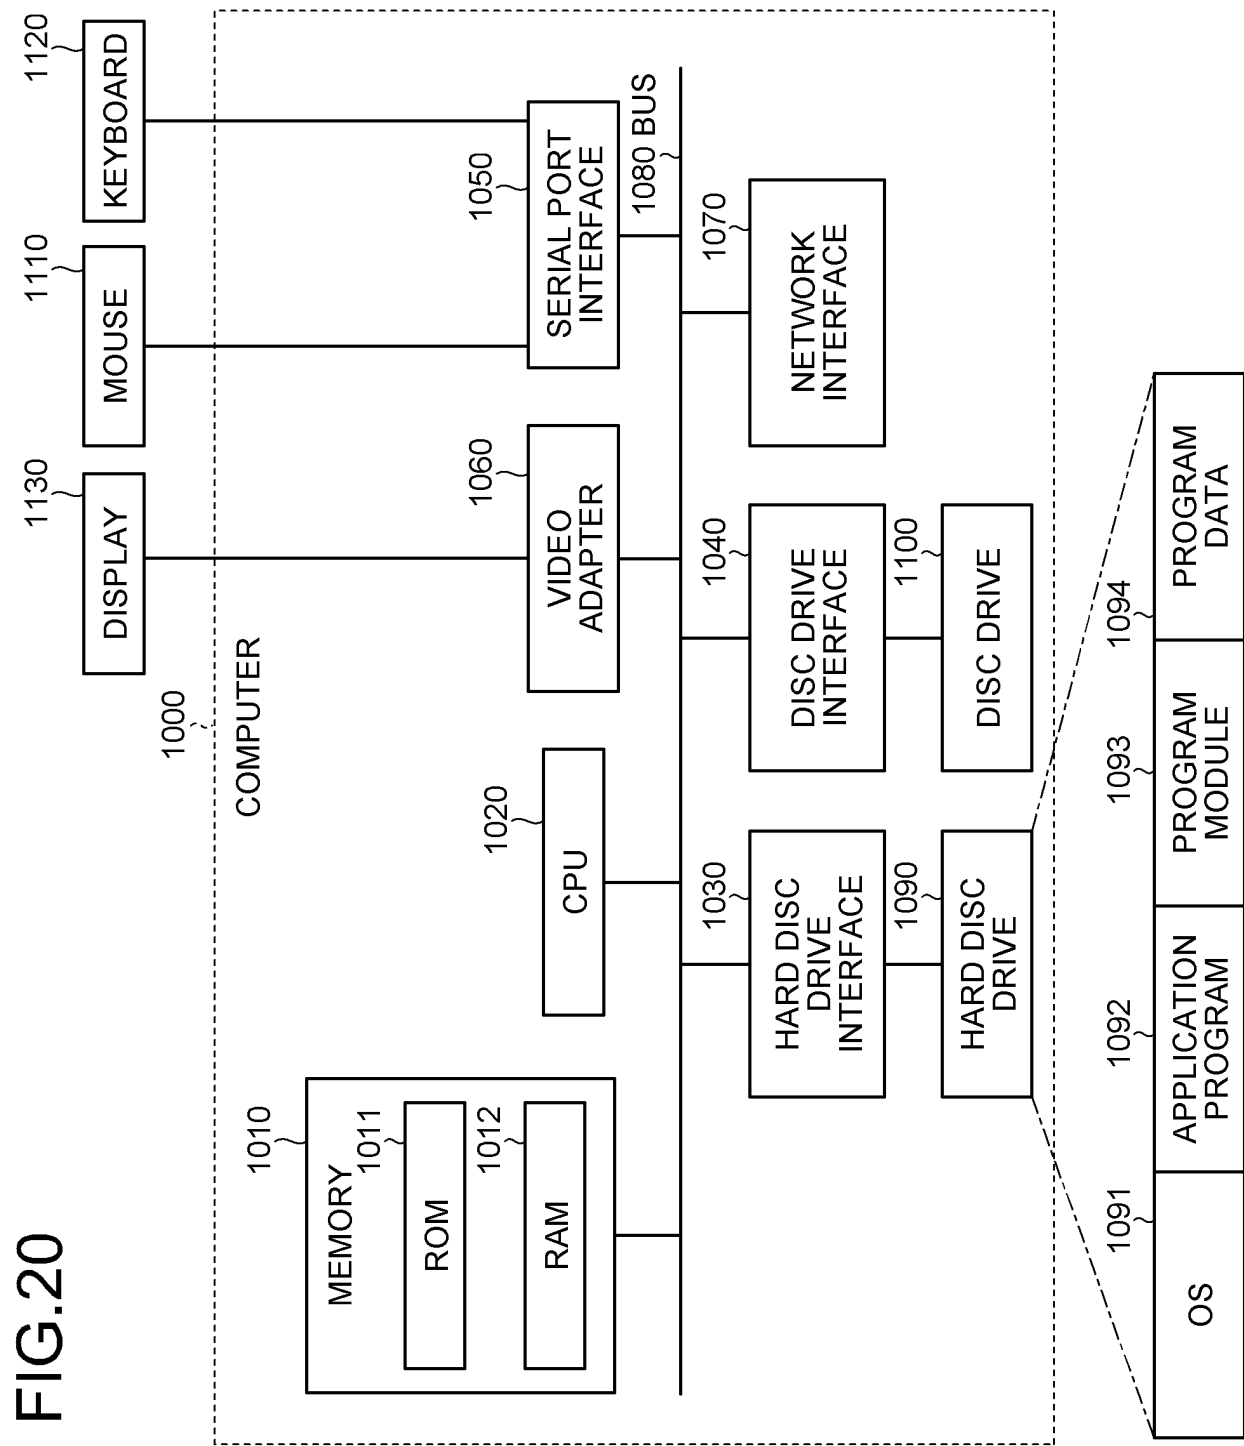 FIG.20
1130
DISPLAY
1110
MOUSE
1120
KEYBOARD
1000
COMPUTER
1010
MEMORY
1011
ROM
1012
RAM
1020
CPU
1060
VIDEO
ADAPTER
1050
SERIAL PORT
INTERFACE
1080 BUS
1030
HARD DISC
DRIVE
INTERFACE
1040
DISC DRIVE
INTERFACE
1070
NETWORK
INTERFACE
1090
HARD DISC
DRIVE
1100
DISC DRIVE
1091
OS
1092
APPLICATION
PROGRAM
1093
PROGRAM
MODULE
1094
PROGRAM
DATA